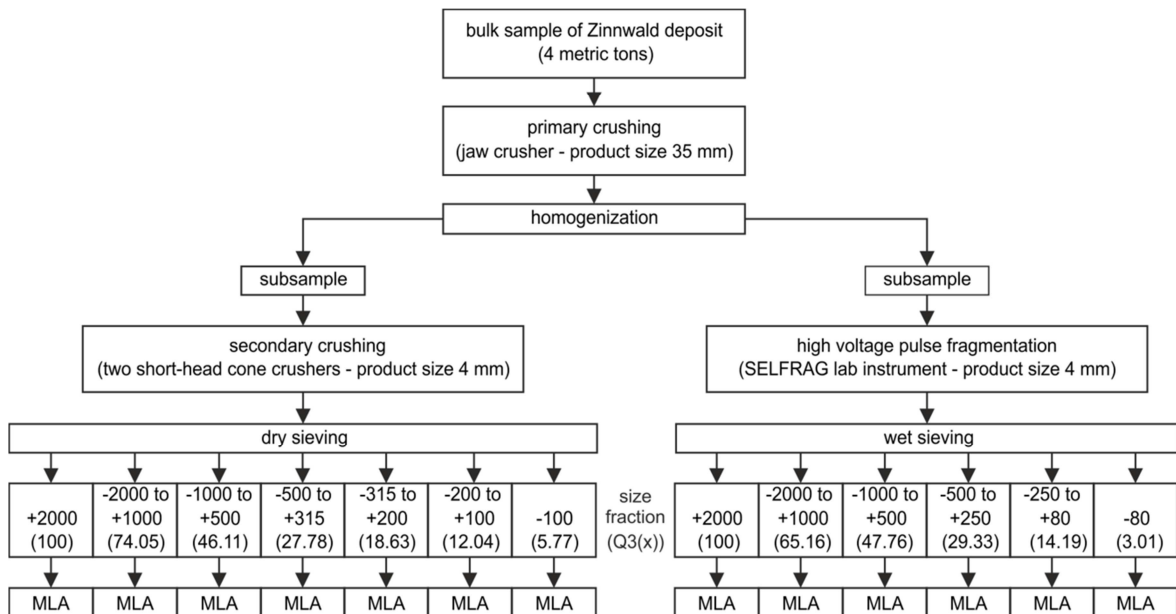 bulk sample of Zinnwald deposit
(4 metric tons)
primary crushing
(jaw crusher - product size 35 mm)
homogenization
subsample
subsample
secondary crushing
(two short-head cone crushers - product size 4 mm)
high voltage pulse fragmentation
(SELFRAG lab instrument - product size 4 mm)
dry sieving
wet sieving
+2000
(100)
-2000 to
+1000
(74.05)
-1000 to
+500
(46.11)
-500 to
+315
(27.78)
-315 to
+200
(18.63)
-200 to
+100
(12.04)
-100
(5.77)
size
fraction
(Q3(x))
+2000
(100)
-2000 to
+1000
(65.16)
-1000 to
+500
(47.76)
-500 to
+250
(29.33)
-250 to
+80
(14.19)
-80
(3.01)
MLA
MLA
MLA
MLA
MLA
MLA
MLA
MLA
MLA
MLA
MLA
MLA
MLA